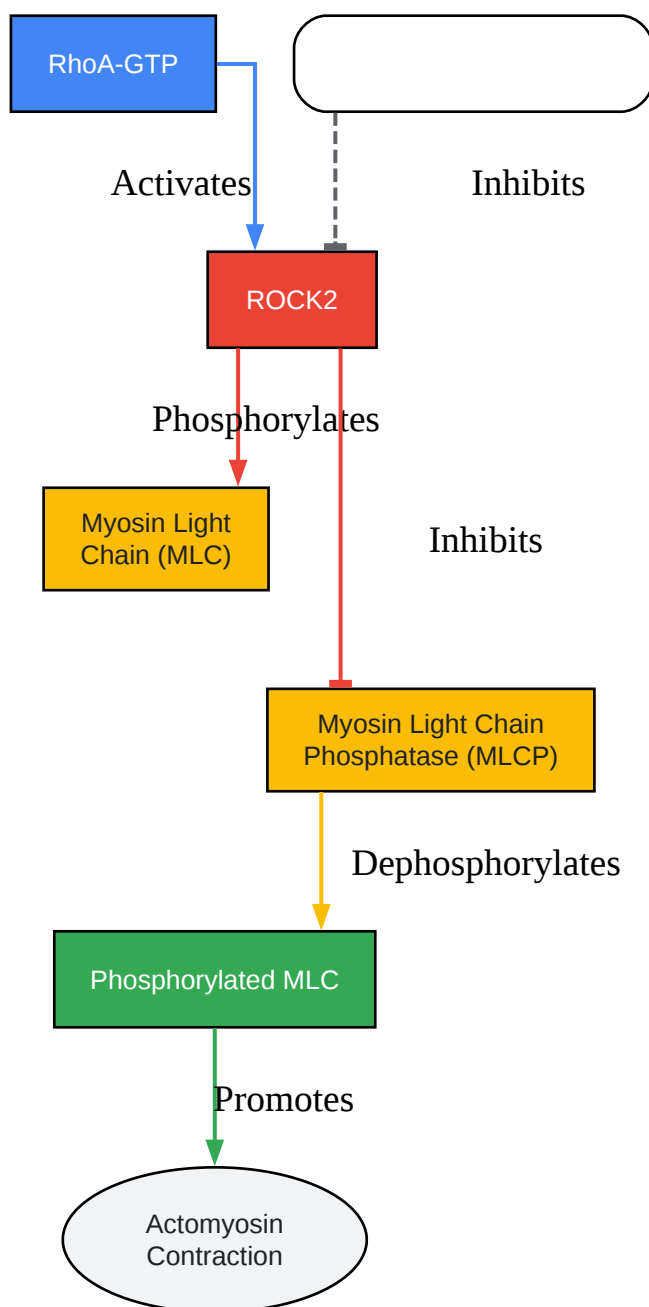 RhoA-GTP
Activates
Inhibits
ROCK2
Phosphorylates
Myosin Light
Chain (MLC)
Inhibits
Myosin Light Chain
Phosphatase (MLCP)
Dephosphorylates
Phosphorylated MLC
Promotes
Actomyosin
Contraction